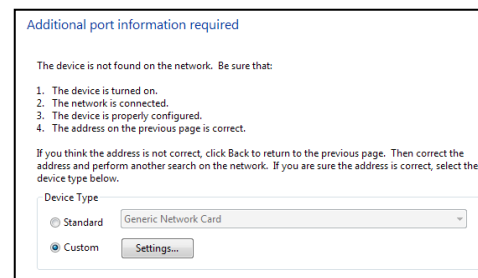 Additional port information required
The device is not found on the network. Be sure that:
1. The device is turned on.
2. The network is connected.
3. The device is properly configured.
4. The address on the previous page is correct.
If you think the address is not correct, click Back to return to the previous page. Then correct the
address and perform another search on the network. If you are sure the address is correct, select the
device type below.
Device Type
Standard Generic Network Card
Custom Settings...